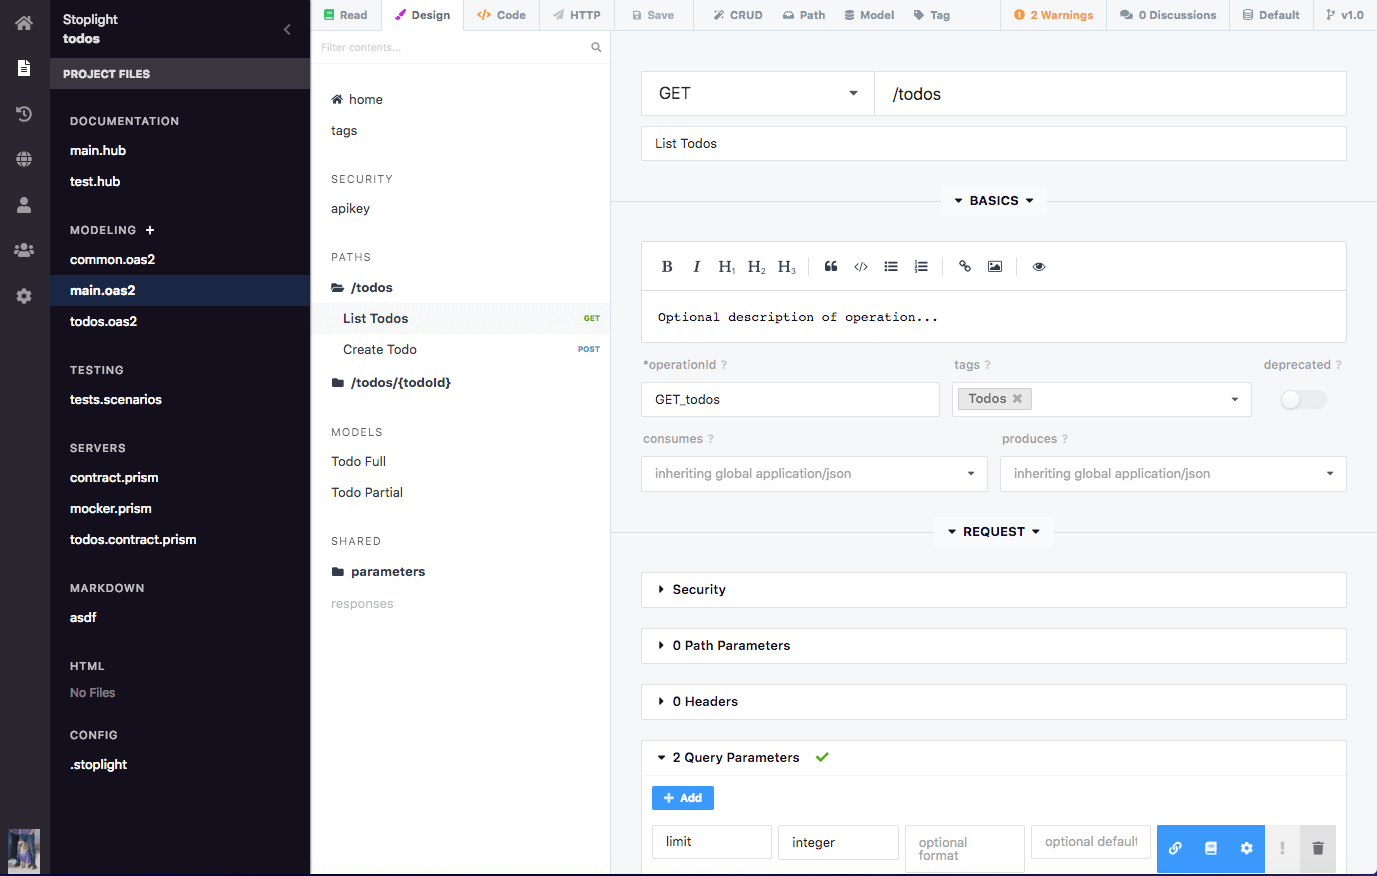 Stoplight
todos
PROJECT FILES
DOCUMENTATION
main.hub
test.hub
MODELING +
common.oas2
main.oas2
todos.oas2
TESTING
tests.scenarios
SERVERS
contract.prism
mocker.prism
todos.contract.prism
MARKDOWN
asdf
HTML
No Files
CONFIG
.stoplight
Read Design Code HTTP Save CRUD Path Model Tag 2 Warnings 0 Discussions Default v1.0
Filter contents...
home
tags
SECURITY
apikey
PATHS
/todos
List Todos GET
Create Todo POST
/todos/{todoId}
MODELS
Todo Full
Todo Partial
SHARED
parameters
responses
GET /todos
List Todos
BASICS
B I H1 H2 H3
Optional description of operation...
*operationId ? tags ? deprecated ?
GET_todos Todos
consumes ? produces ?
inheriting global application/json inheriting global application/json
REQUEST
Security
0 Path Parameters
0 Headers
2 Query Parameters
+ Add
limit integer optional format optional default